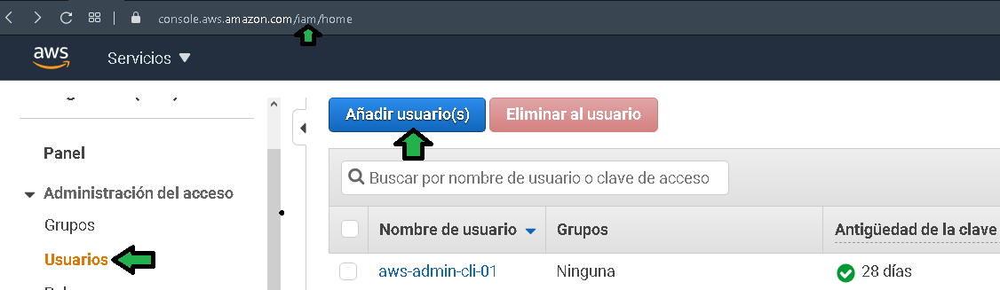 console.aws.amazon.com/iam/home
aws
Servicios
Añadir usuario(s)
Eliminar al usuario
Panel
Buscar por nombre de usuario o clave de acceso
Administración del acceso
Grupos
Nombre de usuario
Grupos
Antigüedad de la clave
Usuarios
aws-admin-cli-01
Ninguna
28 días